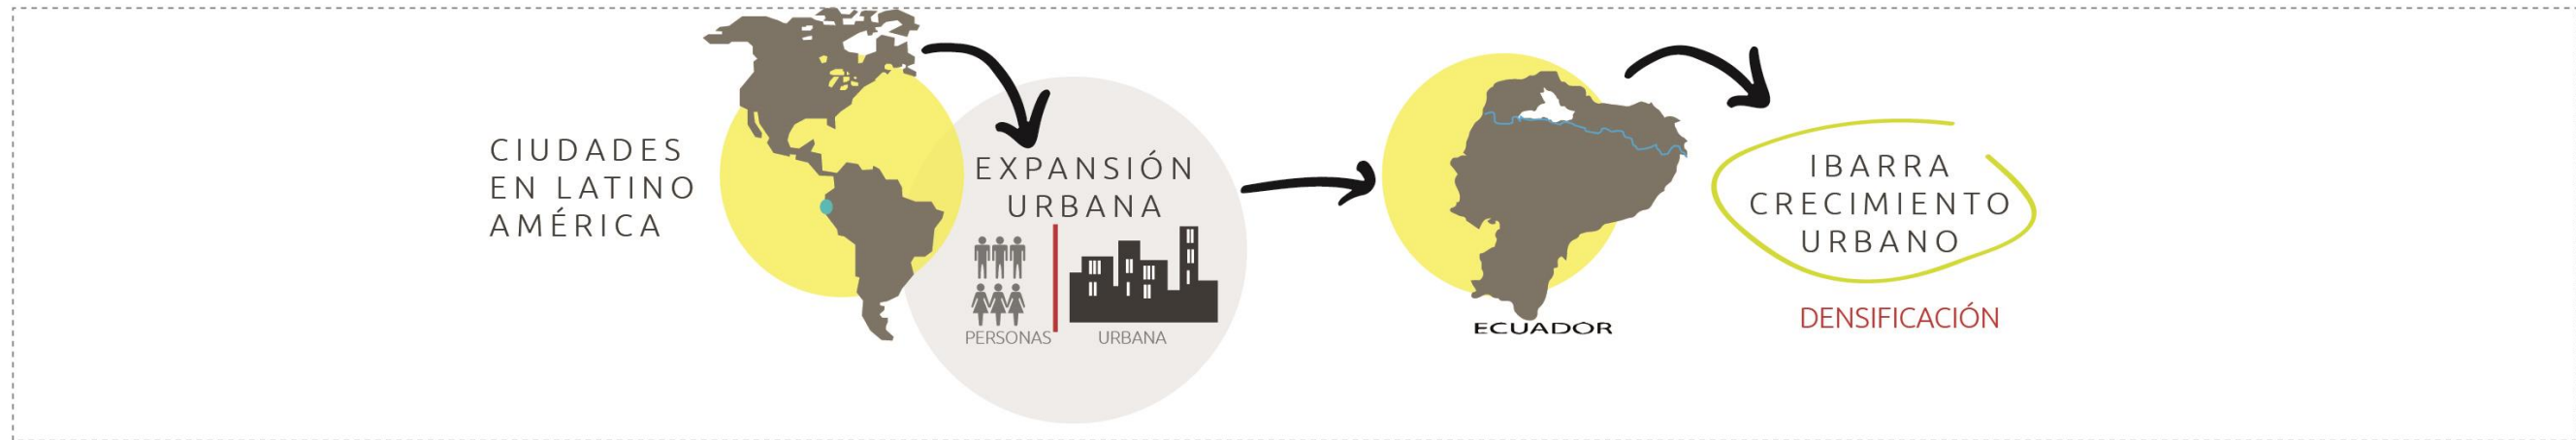 CIUDADES
EN LATINO
AMÉRICA
EXPANSIÓN
URBANA
PERSONAS
URBANA
ECUADOR
IBARRA
CRECIMIENTO
URBANO
DENSIFICACIÓN